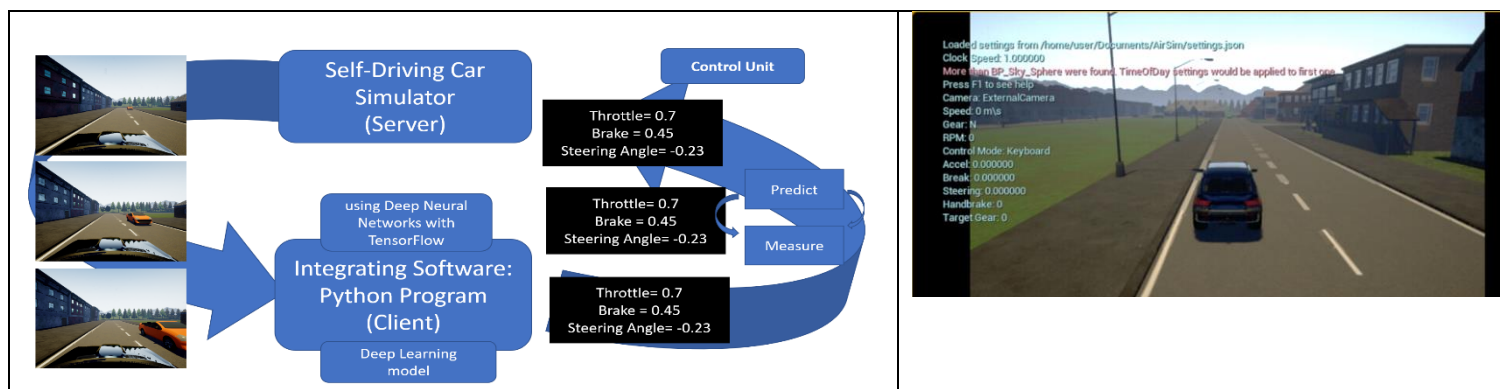 Self-Driving Car
Simulator
(Server)
Control Unit
Throttle= 0.7
Brake = 0.45
Steering Angle= -0.23
Predict
Measure
using Deep Neural
Networks with
TensorFlow
Throttle= 0.7
Brake = 0.45
Steering Angle= -0.23
Integrating Software:
Python Program
(Client)
Throttle= 0.7
Brake = 0.45
Steering Angle= -0.23
Deep Learning
model
Loaded settings from /home/user/Documents/AirSim/settings.json
Clock Speed: 1.000000
More than BP_Sky_Sphere were found. TimeOfDay settings would be applied to first one
Press F1 to see help
Camera: ExternalCamera
Speed: 0 m\s
Gear: N
RPM: 0
Control Mode: Keyboard
Accel: 0.000000
Break: 0.000000
Steering: 0.000000
Handbrake: 0
Target Gear: 0